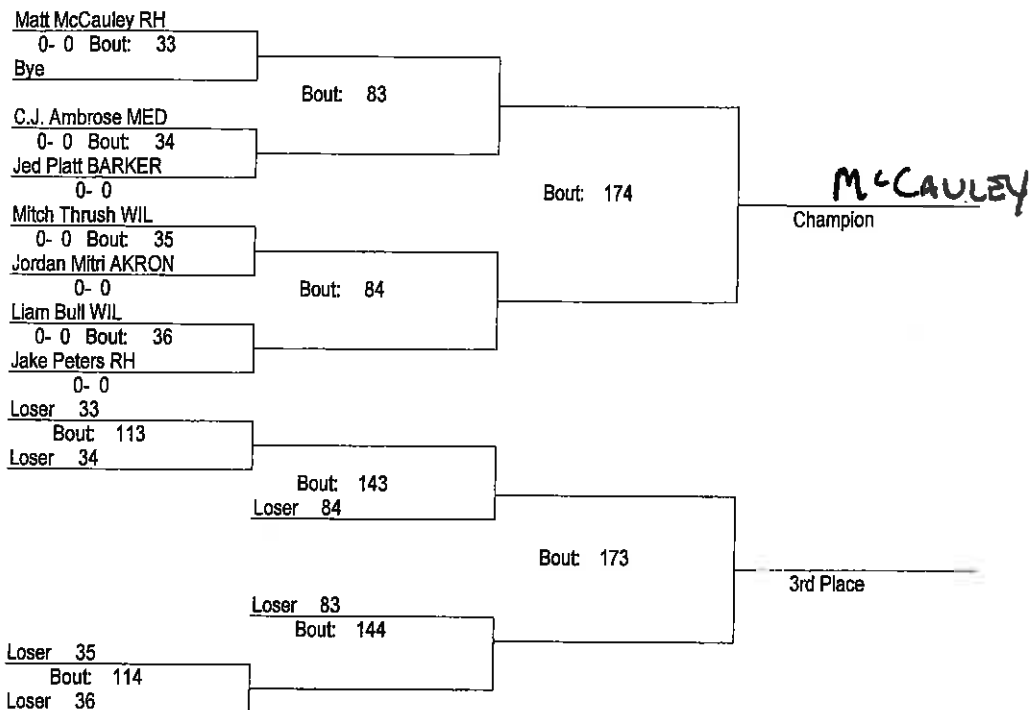 Matt McCauley RH
0- 0 Bout: 33
Bye
Bout: 83
C.J. Ambrose MED
0- 0 Bout: 34
Jed Platt BARKER
0- 0
Bout: 174
McCAULEY
Champion
Mitch Thrush WIL
0- 0 Bout: 35
Jordan Mitri AKRON
0- 0
Bout: 84
Liam Bull WIL
0- 0 Bout: 36
Jake Peters RH
0- 0
Loser 33
Bout: 113
Loser 34
Bout: 143
Loser 84
Bout: 173
3rd Place
Loser 83
Bout: 144
Loser 35
Bout: 114
Loser 36